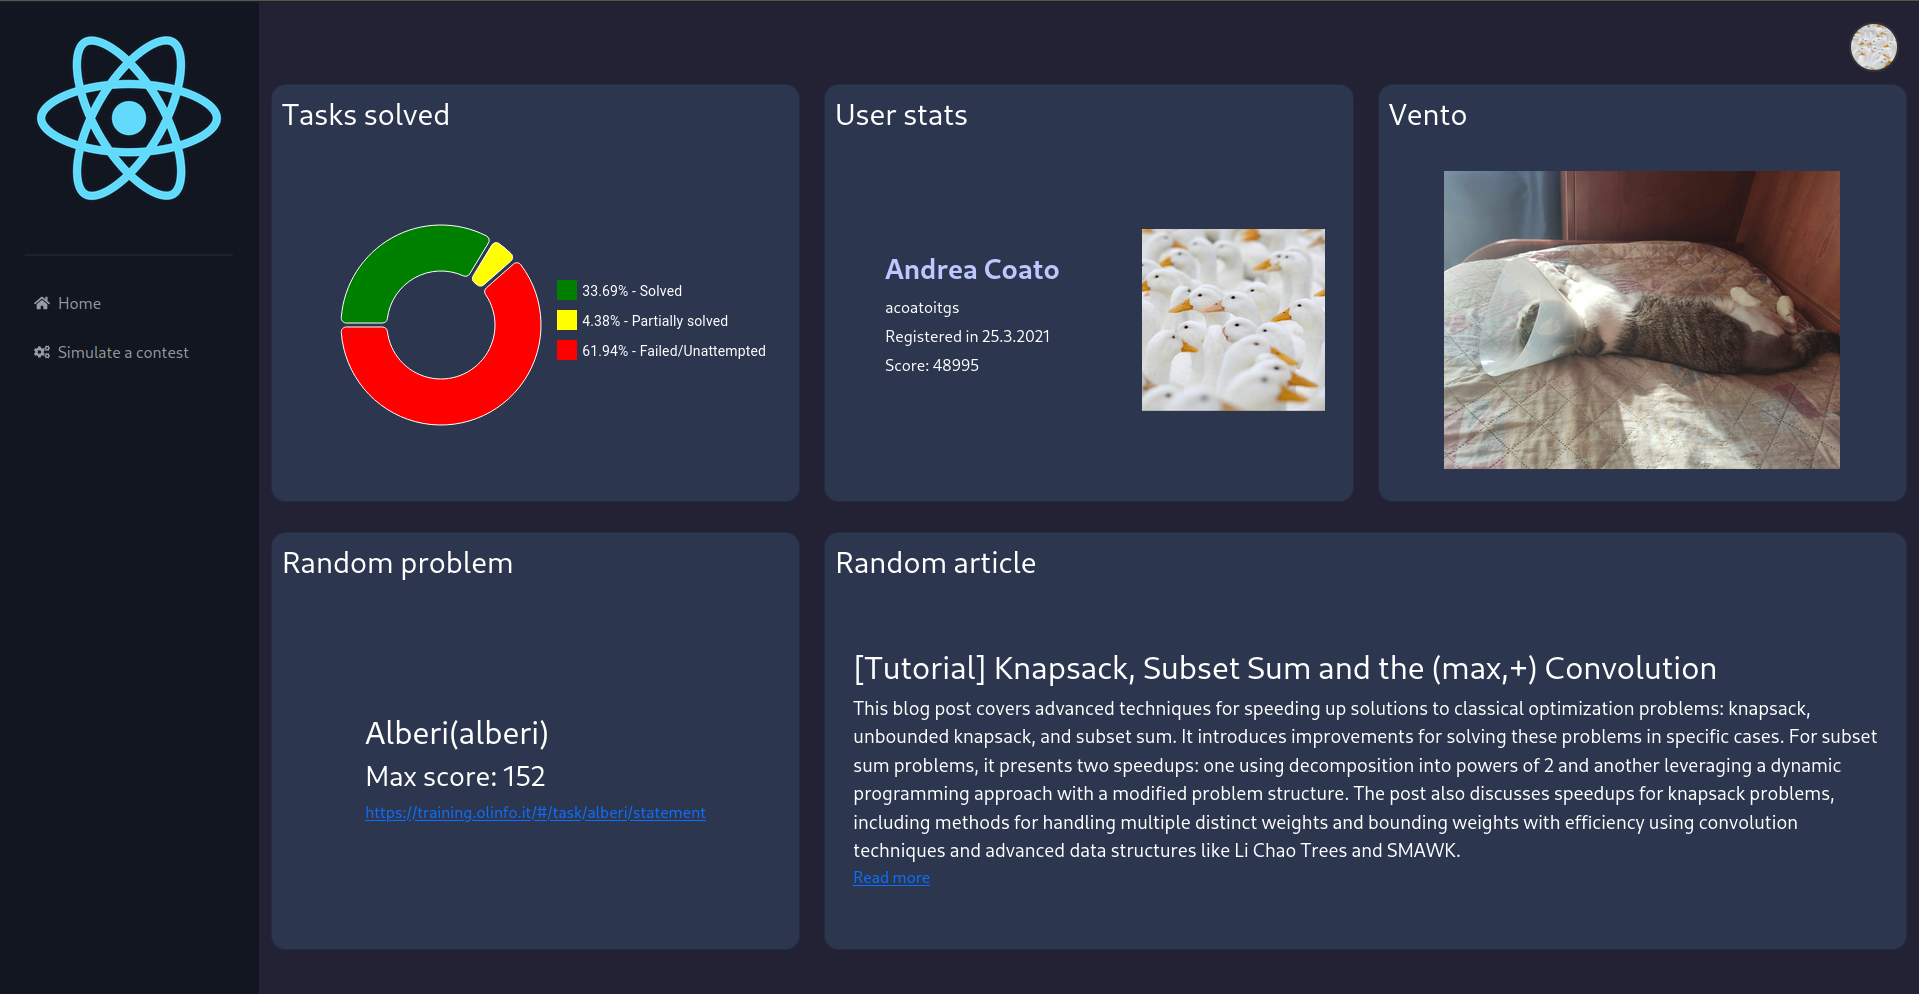 Home
Simulate a contest
Tasks solved
33.69% - Solved
4.38% - Partially solved
61.94% - Failed/Unattempted
User stats
Andrea Coato
acoatoitgs
Registered in 25.3.2021
Score: 48995
Vento
Random problem
Alberi(alberi)
Max score: 152
https://training.olinfo.it/#/task/alberi/statement
Random article
[Tutorial] Knapsack, Subset Sum and the (max,+) Convolution
This blog post covers advanced techniques for speeding up solutions to classical optimization problems: knapsack,
unbounded knapsack, and subset sum. It introduces improvements for solving these problems in specific cases. For subset
sum problems, it presents two speedups: one using decomposition into powers of 2 and another leveraging a dynamic
programming approach with a modified problem structure. The post also discusses speedups for knapsack problems,
including methods for handling multiple distinct weights and bounding weights with efficiency using convolution
techniques and advanced data structures like Li Chao Trees and SMAWK.
Read more